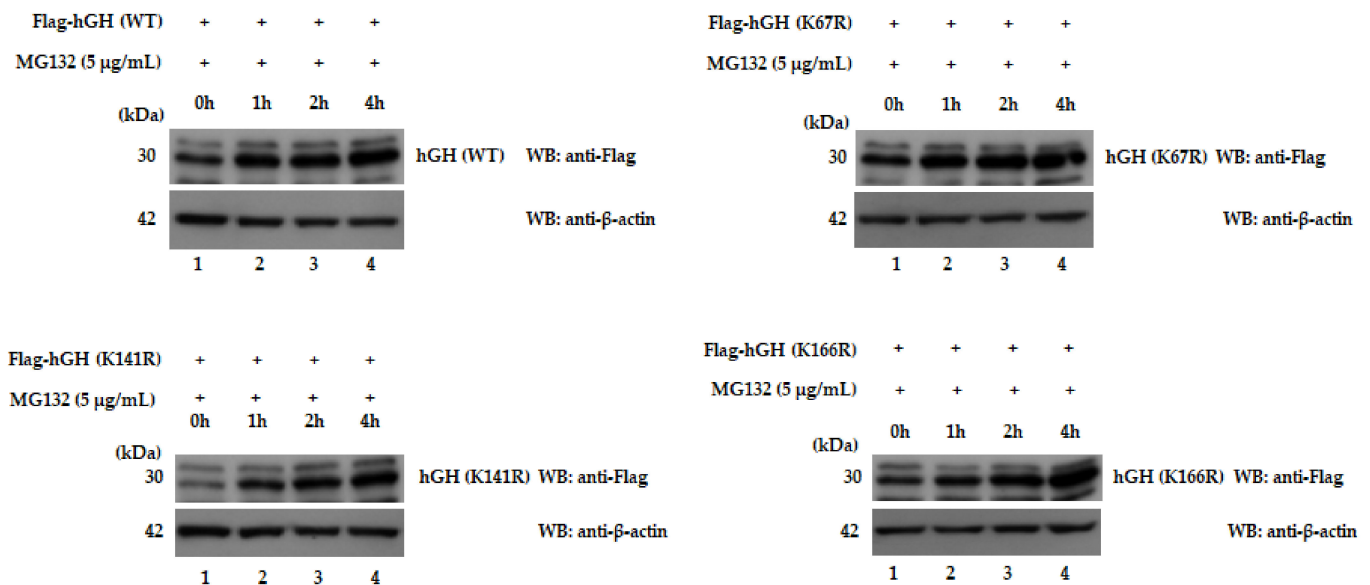 Flag-hGH (WT) + + + +
MG132 (5 µg/mL) + + + +
0h 1h 2h 4h
(kDa)
30 hGH (WT) WB: anti-Flag
42 WB: anti-β-actin
1 2 3 4
Flag-hGH (K67R) + + + +
MG132 (5 µg/mL) + + + +
0h 1h 2h 4h
(kDa)
30 hGH (K67R) WB: anti-Flag
42 WB: anti-β-actin
1 2 3 4
Flag-hGH (K141R) + + + +
MG132 (5 µg/mL) + + + +
0h 1h 2h 4h
(kDa)
30 hGH (K141R) WB: anti-Flag
42 WB: anti-β-actin
1 2 3 4
Flag-hGH (K166R) + + + +
MG132 (5 µg/mL) + + + +
0h 1h 2h 4h
(kDa)
30 hGH (K166R) WB: anti-Flag
42 WB: anti-β-actin
1 2 3 4